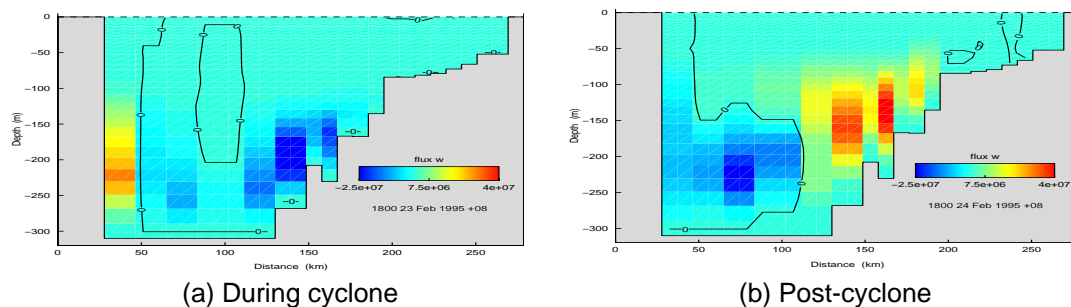 0
−50
−100
−150
−200
−250
−300
Depth (m)
50
100
150
200
250
Distance (km)
flux w
−2.5e+07 7.5e+06 4e+07
1800 23 Feb 1995 +08
(a) During cyclone
0
−50
−100
−150
−200
−250
−300
Depth (m)
0
50
100
150
200
250
Distance (km)
flux w
−2.5e+07 7.5e+06 4e+07
1800 24 Feb 1995 +08
(b) Post-cyclone